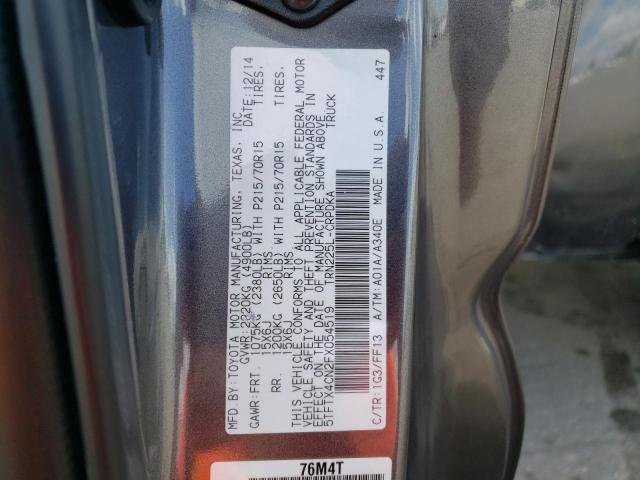 MFD. BY: TOYOTA MOTOR MANUFACTURING, TEXAS, INC.
GVWR: 2220KG (4900LB) DATE: 12/14
GAWR: FRT. 1075KG (2380LB) WITH P215/70R15 TIRES,
15X6J RIMS
RR. 1200KG (2650LB) WITH P215/70R15 TIRES,
15X6J RIMS
THIS VEHICLE CONFORMS TO ALL APPLICABLE FEDERAL MOTOR
VEHICLE SAFETY AND THEFT PREVENTION STANDARDS IN
EFFECT ON THE DATE OF MANUFACTURE SHOWN ABOVE.
5TFTX4CN2FX054519 TRN225L-CRPDKA TRUCK
C/TR: 1G3/FF13 A/TM: A01A/A340E MADE IN U.S.A. 447
76M4T